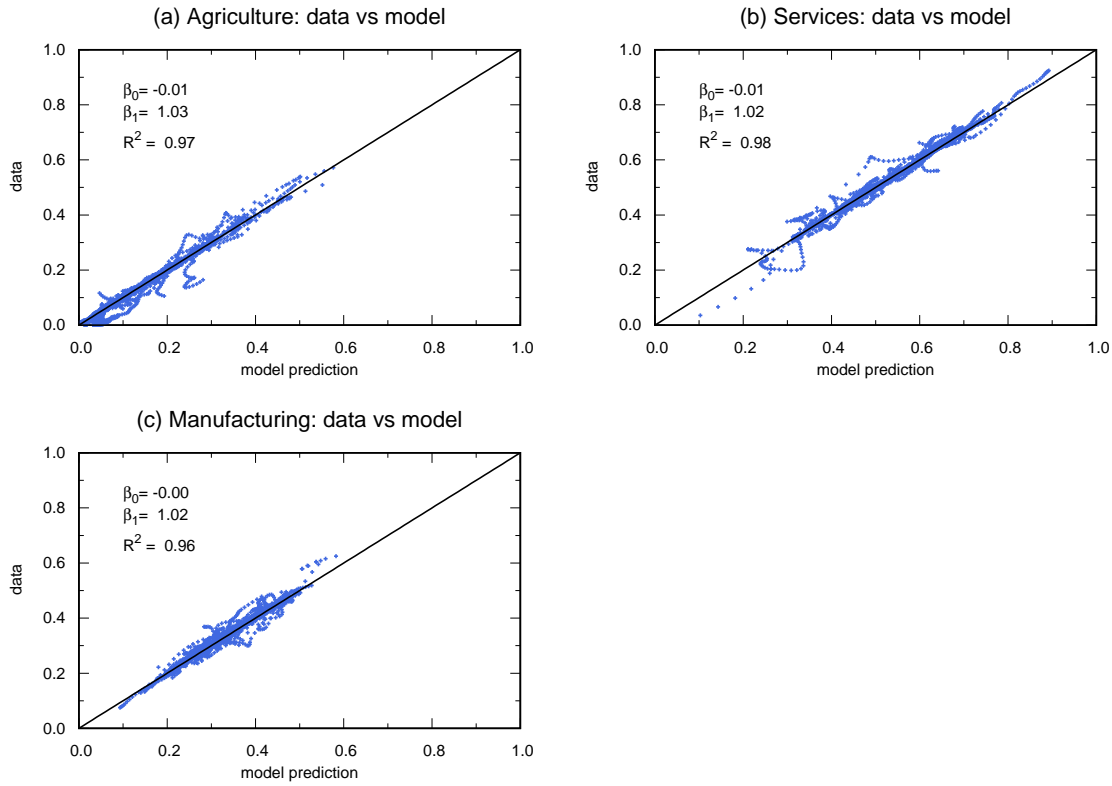 (a) Agriculture: data vs model
1.0
0.8
0.6
0.4
0.2
0.0
data
β0= -0.01
β1= 1.03
R2 = 0.97
0.0 0.2 0.4 0.6 0.8 1.0
model prediction
(b) Services: data vs model
1.0
0.8
0.6
0.4
0.2
0.0
data
β0= -0.01
β1= 1.02
R2 = 0.98
0.0 0.2 0.4 0.6 0.8 1.0
model prediction
(c) Manufacturing: data vs model
1.0
0.8
0.6
0.4
0.2
0.0
data
β0= -0.00
β1= 1.02
R2 = 0.96
0.0 0.2 0.4 0.6 0.8 1.0
model prediction